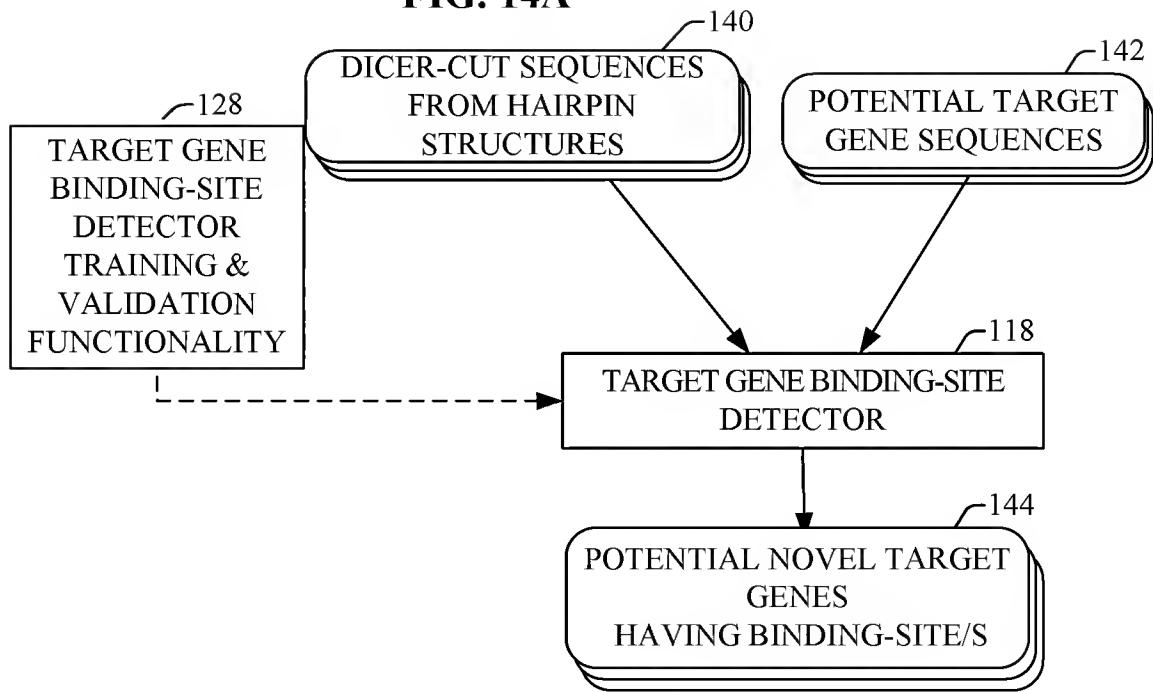 FIG. 14A
140
DICER-CUT SEQUENCES
FROM HAIRPIN
STRUCTURES
142
POTENTIAL TARGET
GENE SEQUENCES
128
TARGET GENE
BINDING-SITE
DETECTOR
TRAINING &
VALIDATION
FUNCTIONALITY
118
TARGET GENE BINDING-SITE
DETECTOR
144
POTENTIAL NOVEL TARGET
GENES
HAVING BINDING-SITE/S